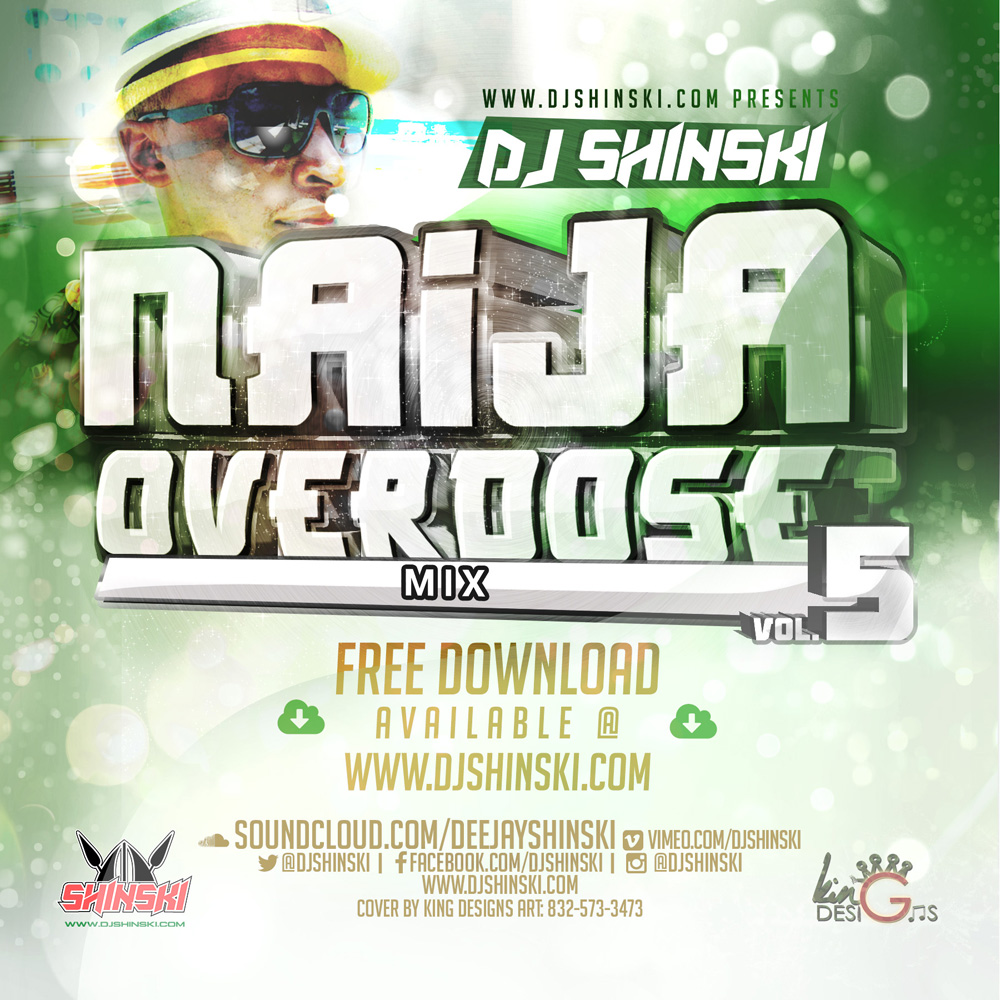 WWW.DJSHINSKI.COM PRESENTS
DJ SHINSKI
NAiJA
OVERDOSE
MIX
VOL. 5
FREE DOWNLOAD
AVAILABLE @
WWW.DJSHINSKI.COM
SOUNDCLOUD.COM/DEEJAYSHINSKI VIMEO.COM/DJSHINSKI
@DJSHINSKI | FACEBOOK.COM/DJSHINSKI | @DJSHINSKI
WWW.DJSHINSKI.COM
COVER BY KING DESIGNS ART: 832-573-3473
SHINSKI
WWW.DJSHINSKI.COM
kinG
DESIGNS